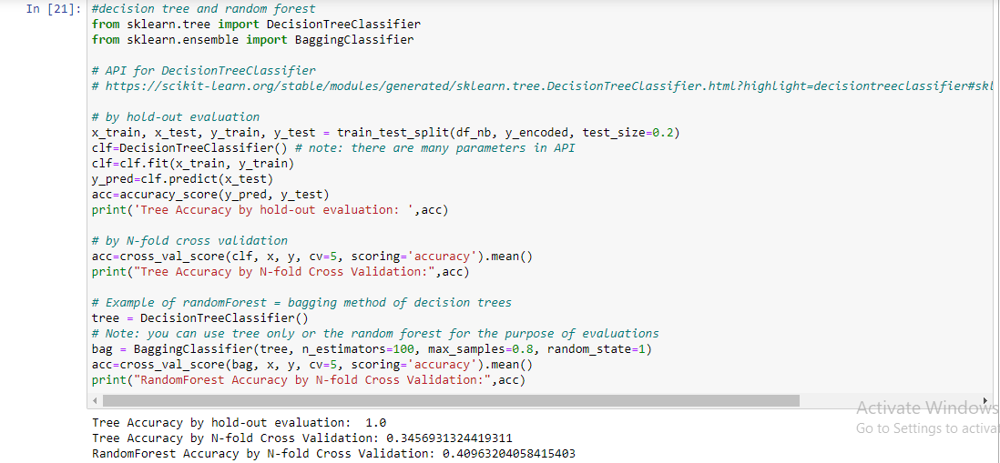 In [21]: #decision tree and random forest
from sklearn.tree import DecisionTreeClassifier
from sklearn.ensemble import BaggingClassifier
# API for DecisionTreeClassifier
# https://scikit-learn.org/stable/modules/generated/sklearn.tree.DecisionTreeClassifier.html?highlight=decisiontreeclassifier#skl
# by hold-out evaluation
x_train, x_test, y_train, y_test = train_test_split(df_nb, y_encoded, test_size=0.2)
clf=DecisionTreeClassifier() # note: there are many parameters in API
clf=clf.fit(x_train, y_train)
y_pred=clf.predict(x_test)
acc=accuracy_score(y_pred, y_test)
print('Tree Accuracy by hold-out evaluation: ',acc)
# by N-fold cross validation
acc=cross_val_score(clf, x, y, cv=5, scoring='accuracy').mean()
print("Tree Accuracy by N-fold Cross Validation:",acc)
# Example of randomForest = bagging method of decision trees
tree = DecisionTreeClassifier()
# Note: you can use tree only or the random forest for the purpose of evaluations
bag = BaggingClassifier(tree, n_estimators=100, max_samples=0.8, random_state=1)
acc=cross_val_score(bag, x, y, cv=5, scoring='accuracy').mean()
print("RandomForest Accuracy by N-fold Cross Validation:",acc)
Activate Windows
Go to Settings to activa
Tree Accuracy by hold-out evaluation:  1.0
Tree Accuracy by N-fold Cross Validation: 0.3456931324419311
RandomForest Accuracy by N-fold Cross Validation: 0.40963204058415403